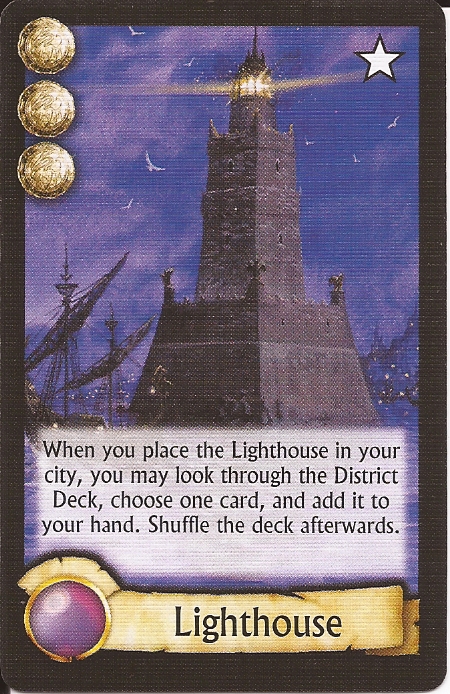 When you place the Lighthouse in your
city, you may look through the District
Deck, choose one card, and add it to
your hand. Shuffle the deck afterwards.
Lighthouse